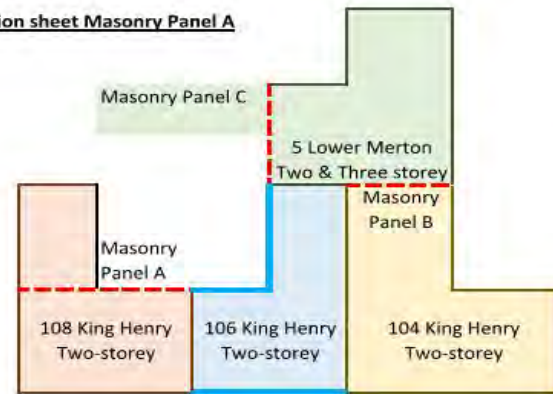 ion sheet Masonry Panel A
Masonry Panel C
5 Lower Merton
Two & Three storey
Masonry
Panel B
Masonry
Panel A
108 King Henry
Two-storey
106 King Henry
Two-storey
104 King Henry
Two-storey